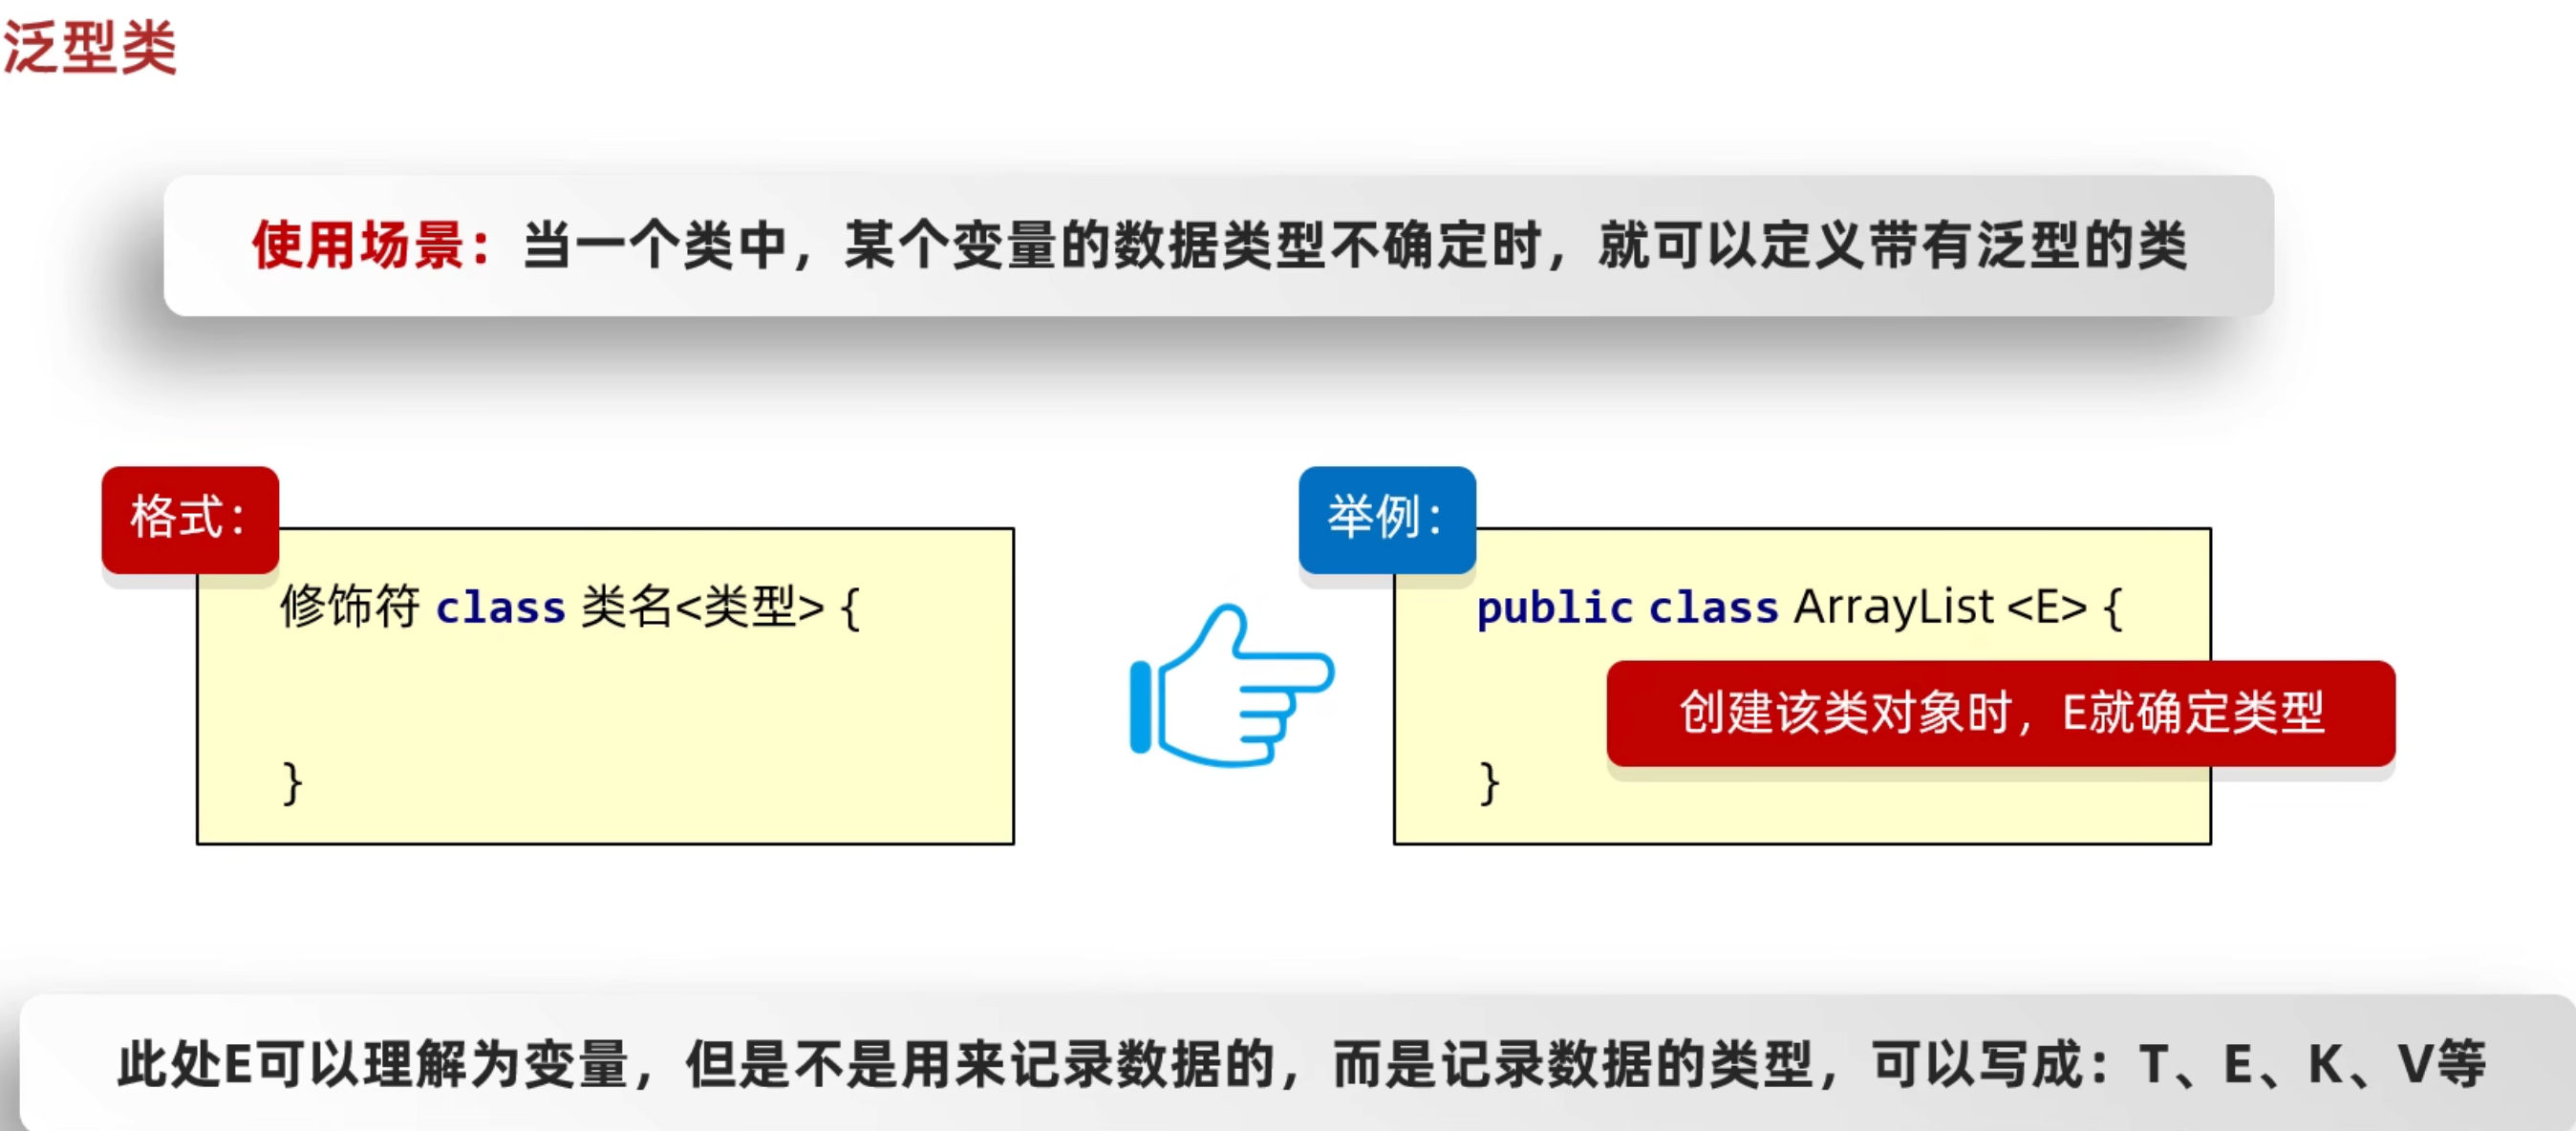 泛型类
使用场景：当一个类中，某个变量的数据类型不确定时，就可以定义带有泛型的类
格式：
修饰符 class 类名<类型> {
}
举例：
public class ArrayList <E> {
创建该类对象时，E就确定类型
}
此处E可以理解为变量，但是不是用来记录数据的，而是记录数据的类型，可以写成：T、E、K、V等